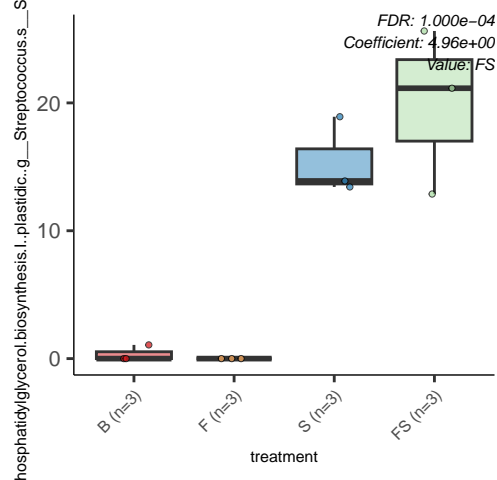 FDR: 1.000e−04
Coefficient: 4.96e+00
Value: FS
hosphatidylglycerol.biosynthesis.I..plastidic..g__Streptococcus.s__S
20
10
0
B (n=3)
F (n=3)
S (n=3)
FS (n=3)
treatment